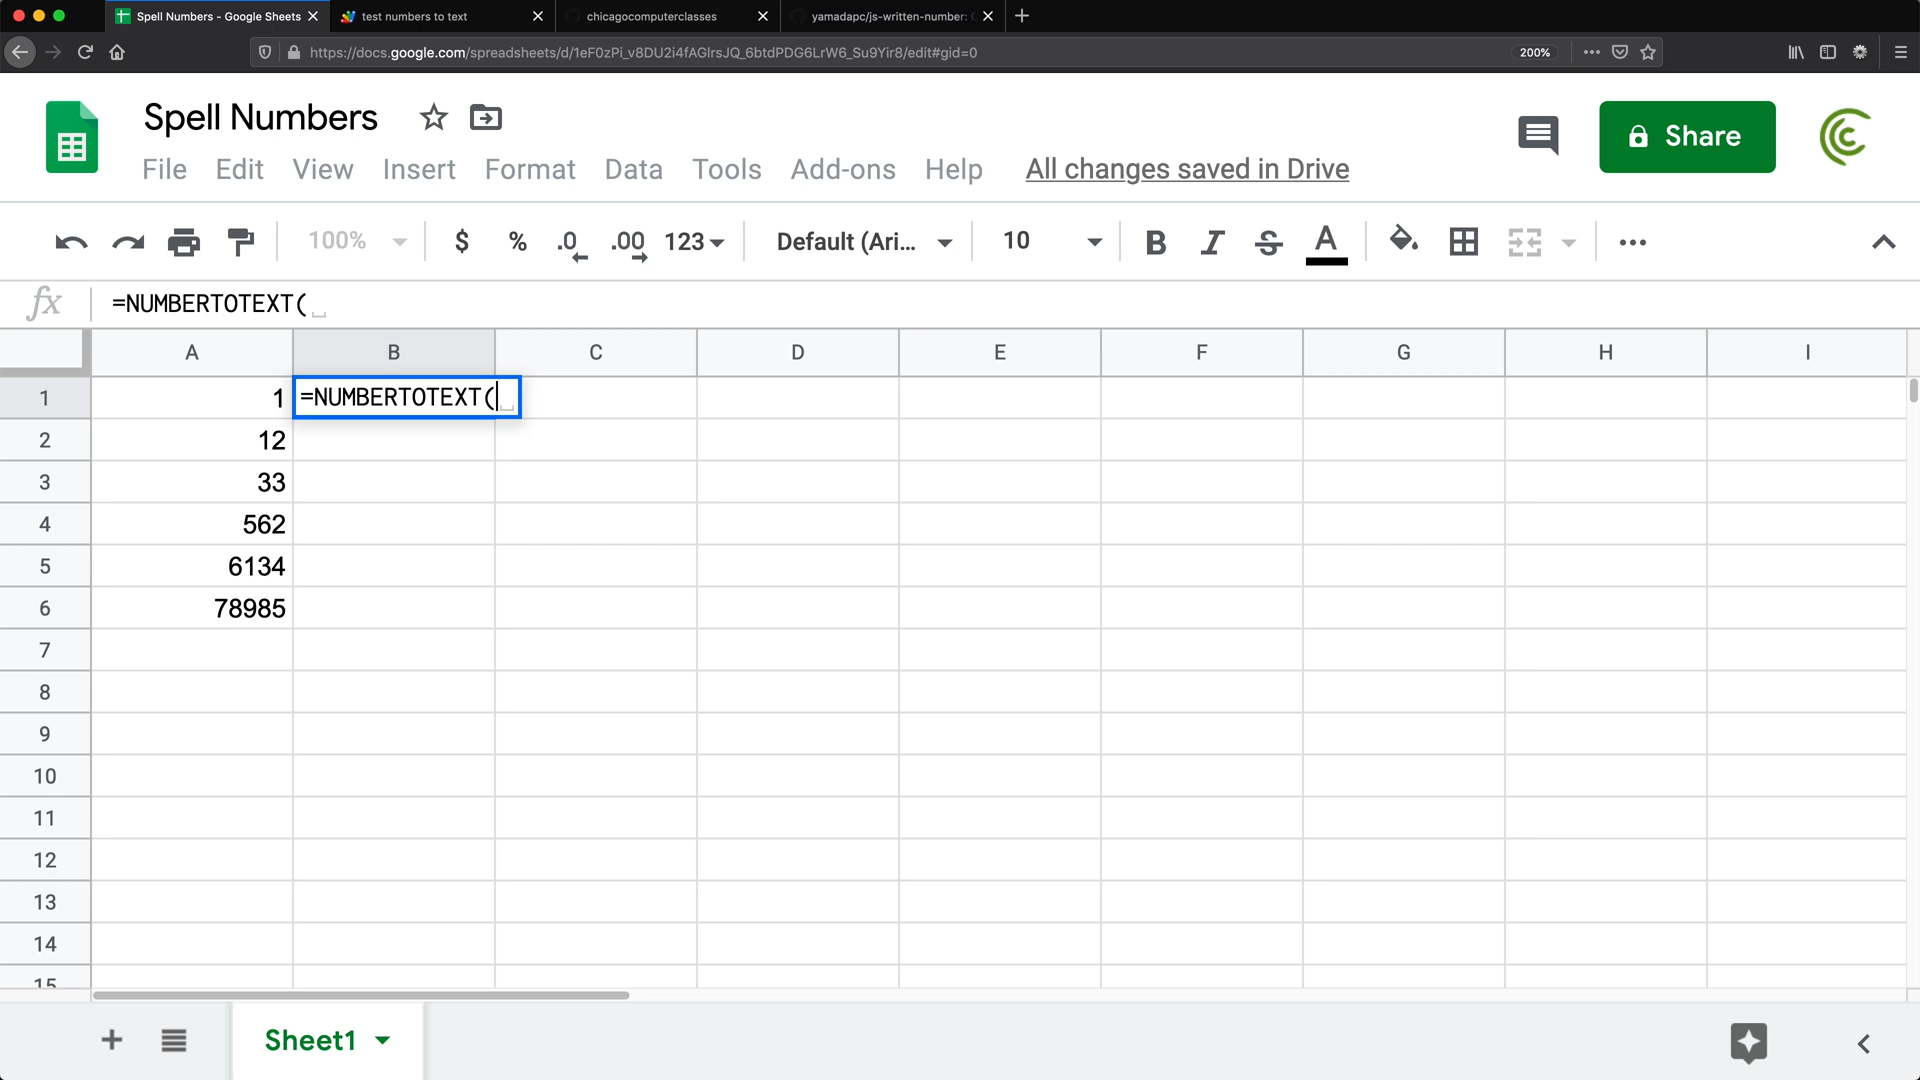 Spell Numbers - Google Sheets
test numbers to text
chicagocomputerclasses
yamadapc/js-written-number:
https://docs.google.com/spreadsheets/d/1eF0zPi_v8DU2i4fAGlrsJQ_6btdPDG6LrW6_Su9Yir8/edit#gid=0
200%
Spell Numbers
File Edit View Insert Format Data Tools Add-ons Help All changes saved in Drive
Share
100% $ % .0 .00 123 Default (Ari... 10 B I S A
fx =NUMBERTOTEXT(
A B C D E F G H I
1 1 =NUMBERTOTEXT(
2 12
3 33
4 562
5 6134
6 78985
7
8
9
10
11
12
13
14
15
Sheet1